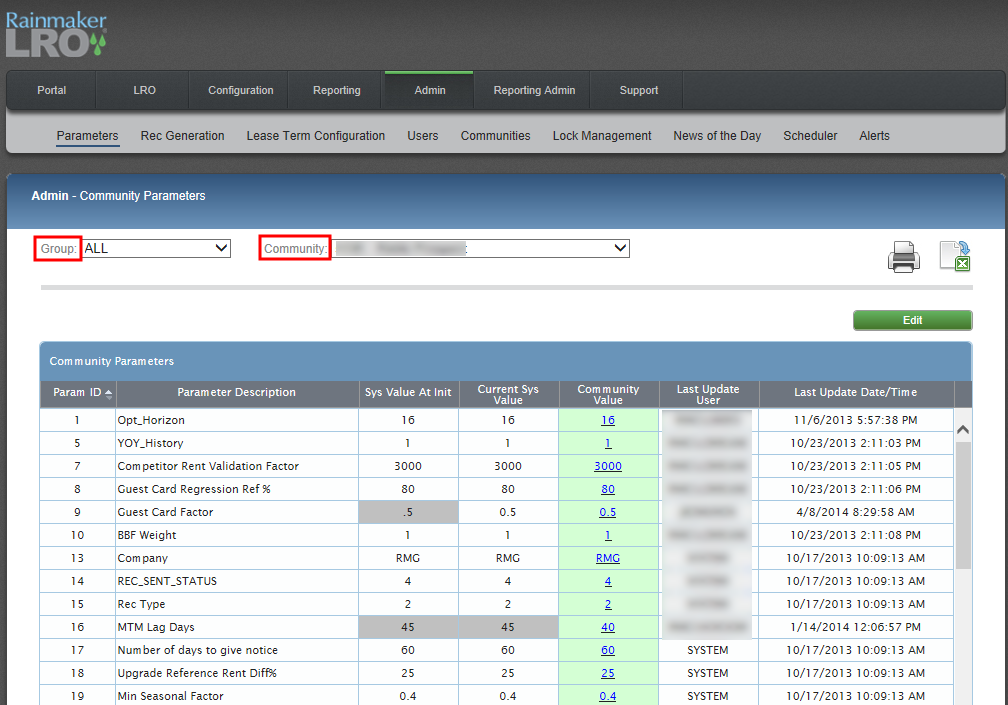 Rainmaker
LRO
Portal LRO Configuration Reporting Admin Reporting Admin Support
Parameters Rec Generation Lease Term Configuration Users Communities Lock Management News of the Day Scheduler Alerts
Admin - Community Parameters
Group: ALL Community:
Edit
Community Parameters
Param ID Parameter Description Sys Value At Init Current Sys Value Community Value Last Update User Last Update Date/Time
1 Opt_Horizon 16 16 16 11/6/2013 5:57:38 PM
5 YOY_History 1 1 1 10/23/2013 2:11:03 PM
7 Competitor Rent Validation Factor 3000 3000 3000 10/23/2013 2:11:05 PM
8 Guest Card Regression Ref % 80 80 80 10/23/2013 2:11:06 PM
9 Guest Card Factor .5 0.5 0.5 4/8/2014 8:29:58 AM
10 BBF Weight 1 1 1 10/23/2013 2:11:08 PM
13 Company RMG RMG RMG 10/17/2013 10:09:13 AM
14 REC_SENT_STATUS 4 4 4 10/17/2013 10:09:13 AM
15 Rec Type 2 2 2 10/17/2013 10:09:13 AM
16 MTM Lag Days 45 45 40 1/14/2014 12:06:57 PM
17 Number of days to give notice 60 60 60 SYSTEM 10/17/2013 10:09:13 AM
18 Upgrade Reference Rent Diff% 25 25 25 SYSTEM 10/17/2013 10:09:13 AM
19 Min Seasonal Factor 0.4 0.4 0.4 SYSTEM 10/17/2013 10:09:13 AM